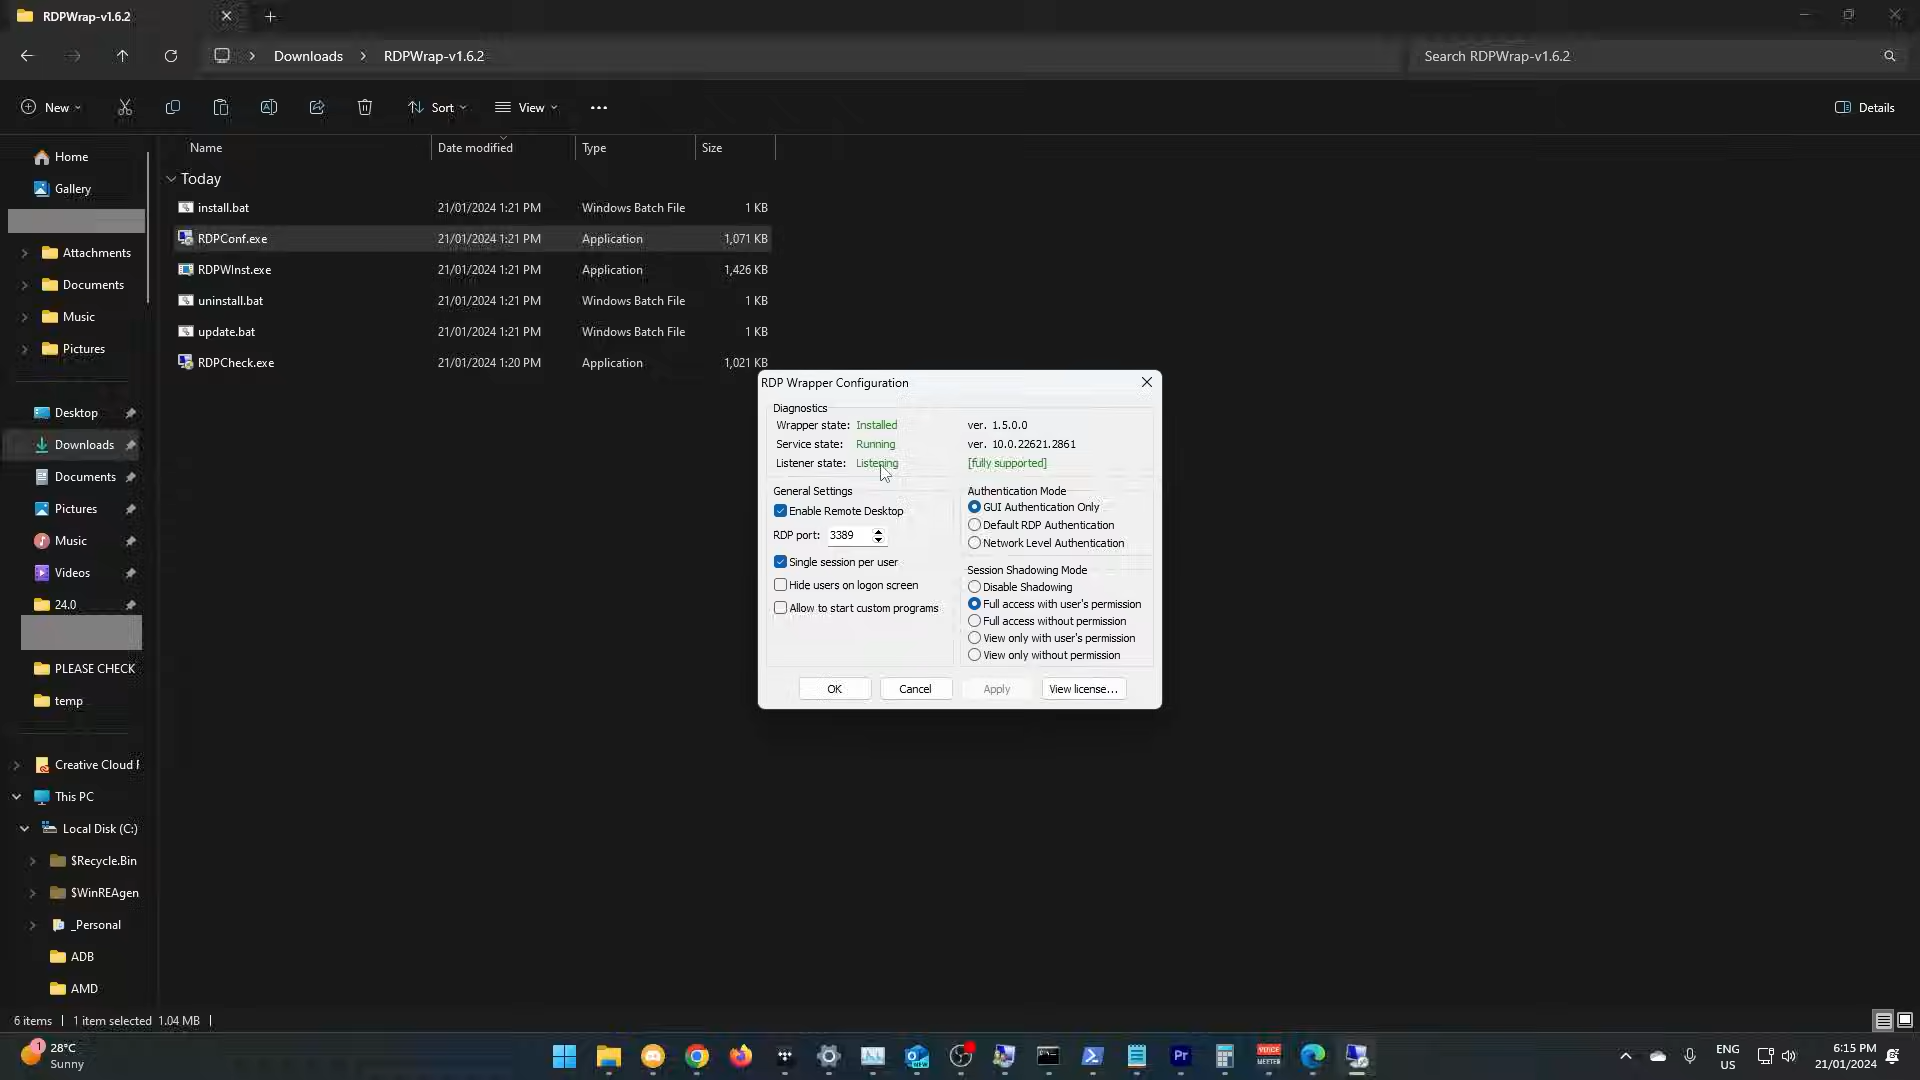 RDPWrap-v1.6.2
Downloads
RDPWrap-v1.6.2
Search RDPWrap-v1.6.2
New
Sort
View
Details
Name
Date modified
Type
Size
Today
install.bat 21/01/2024 1:21 PM Windows Batch File 1 KB
RDPConf.exe 21/01/2024 1:21 PM Application 1,071 KB
RDPWInst.exe 21/01/2024 1:21 PM Application 1,426 KB
uninstall.bat 21/01/2024 1:21 PM Windows Batch File 1 KB
update.bat 21/01/2024 1:21 PM Windows Batch File 1 KB
RDPCheck.exe 21/01/2024 1:20 PM Application 1,021 KB
Home
Gallery
Attachments
Documents
Music
Pictures
Desktop
Downloads
Documents
Pictures
Music
Videos
24.0
PLEASE CHECK
temp
Creative Cloud F
This PC
Local Disk (C:)
$Recycle.Bin
$WinREAgen
_Personal
ADB
AMD
RDP Wrapper Configuration
Diagnostics
Wrapper state: Installed ver. 1.5.0.0
Service state: Running ver. 10.0.22621.2861
Listener state: Listening [fully supported]
General Settings
Enable Remote Desktop
RDP port: 3389
Single session per user
Hide users on logon screen
Allow to start custom programs
Authentication Mode
GUI Authentication Only
Default RDP Authentication
Network Level Authentication
Session Shadowing Mode
Disable Shadowing
Full access with user's permission
Full access without permission
View only with user's permission
View only without permission
OK
Cancel
Apply
View license...
6 items
1 item selected 1.04 MB
1
28°C
Sunny
NEW
Pr
VOICE
MEETER
ENG
US
6:15 PM
21/01/2024